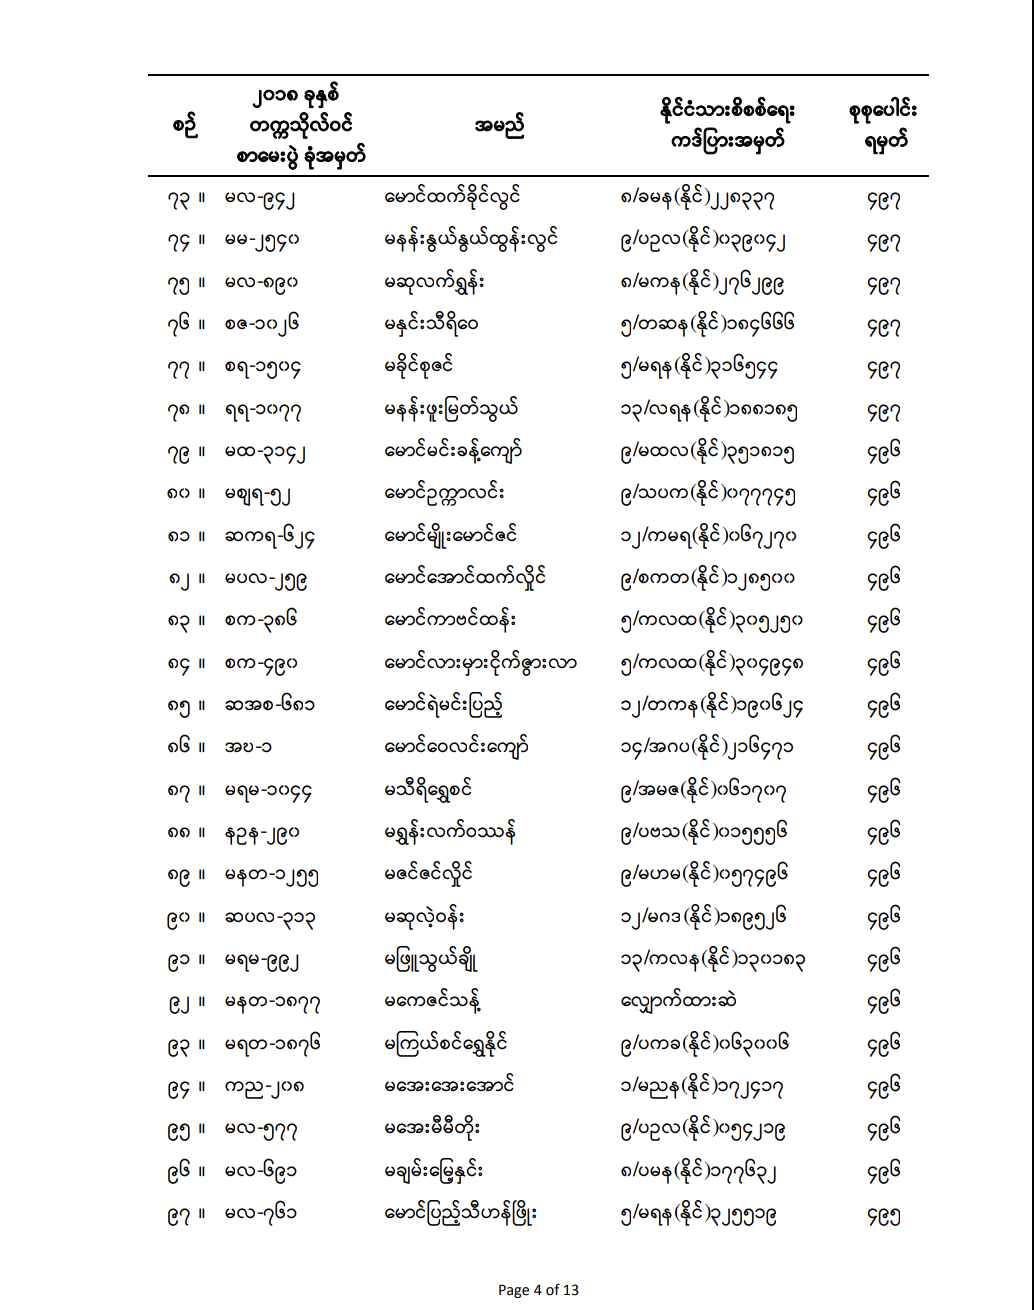 စဉ် ၂၀၁၈ ခုနှစ် တက္ကသိုလ်ဝင် စာမေးပွဲ ခုံအမှတ် အမည် နိုင်ငံသားစိစစ်ရေး ကဒ်ပြားအမှတ် စုစုပေါင်း ရမှတ်
၇၃ ။ မလ-၉၄၂ မောင်ထက်ခိုင်လွင် ၈/ခမန(နိုင်)၂၂၈၃၃၇ ၄၉၇
၇၄ ။ မမ-၂၅၄၀ မနန်းနွယ်နွယ်ထွန်းလွင် ၉/ပဥလ(နိုင်)၀၃၉၀၄၂ ၄၉၇
၇၅ ။ မလ-၈၉၀ မဆုလက်ရွှန်း ၈/မကန(နိုင်)၂၇၆၂၉၉ ၄၉၇
၇၆ ။ စဇ-၁၀၂၆ မနှင်းသီရိဝေ ၅/တဆန(နိုင်)၁၈၄၆၆၆ ၄၉၇
၇၇ ။ စရ-၁၅၀၄ မခိုင်စုဇင် ၅/မရန(နိုင်)၃၁၆၅၄၄ ၄၉၇
၇၈ ။ ရရ-၁၀၇၇ မနန်းဖူးမြတ်သွယ် ၁၃/လရန(နိုင်)၁၈၈၁၈၅ ၄၉၇
၇၉ ။ မထ-၃၁၄၂ မောင်မင်းခန့်ကျော် ၉/မထလ(နိုင်)၃၅၁၈၁၅ ၄၉၆
၈၀ ။ မဈရ-၅၂ မောင်ဥက္ကာလင်း ၉/သပက(နိုင်)၀၇၇၇၄၅ ၄၉၆
၈၁ ။ ဆကရ-၆၂၄ မောင်မျိုးမောင်ဇင် ၁၂/ကမရ(နိုင်)၀၆၇၂၇၀ ၄၉၆
၈၂ ။ မပလ-၂၅၉ မောင်အောင်ထက်လှိုင် ၉/စကတ(နိုင်)၁၂၈၅၀၀ ၄၉၆
၈၃ ။ စက-၃၈၆ မောင်ကာဗင်ထန်း ၅/ကလထ(နိုင်)၃၀၅၂၅၀ ၄၉၆
၈၄ ။ စက-၄၉၀ မောင်လားမှားငိုက်ဇွားလာ ၅/ကလထ(နိုင်)၃၀၄၉၄၈ ၄၉၆
၈၅ ။ ဆအစ-၆၈၁ မောင်ရဲမင်းပြည့် ၁၂/တကန(နိုင်)၁၉၀၆၂၄ ၄၉၆
၈၆ ။ အဎ-၁ မောင်ဝေလင်းကျော် ၁၄/အဂပ(နိုင်)၂၁၆၄၇၁ ၄၉၆
၈၇ ။ မရမ-၁၀၄၄ မသီရိရွှေစင် ၉/အမဇ(နိုင်)၀၆၁၇၀၇ ၄၉၆
၈၈ ။ နဥန-၂၉၀ မရွှန်းလက်ဝဿန် ၉/ပဗသ(နိုင်)၀၁၅၅၅၆ ၄၉၆
၈၉ ။ မနတ-၁၂၅၅ မဇင်ဇင်လှိုင် ၉/မဟမ(နိုင်)၀၅၇၄၉၆ ၄၉၆
၉၀ ။ ဆပလ-၃၁၃ မဆုလဲ့ဝန်း ၁၂/မဂဒ(နိုင်)၁၈၉၅၂၆ ၄၉၆
၉၁ ။ မရမ-၉၉၂ မဖြူသွယ်ချို ၁၃/ကလန(နိုင်)၁၃၀၁၈၃ ၄၉၆
၉၂ ။ မနတ-၁၈၇၇ မကေဇင်သန့် လျှောက်ထားဆဲ ၄၉၆
၉၃ ။ မရတ-၁၈၇၆ မကြယ်စင်ရွှေနိုင် ၉/ပကခ(နိုင်)၀၆၃၀၀၆ ၄၉၆
၉၄ ။ ကည-၂၀၈ မအေးအေးအောင် ၁/မညန(နိုင်)၁၇၂၄၁၇ ၄၉၆
၉၅ ။ မလ-၅၇၇ မအေးမီမီတိုး ၉/ပဥလ(နိုင်)၀၅၄၂၁၉ ၄၉၆
၉၆ ။ မလ-၆၉၁ မချမ်းမြေ့နှင်း ၈/ပမန(နိုင်)၁၇၇၆၃၂ ၄၉၆
၉၇ ။ မလ-၇၆၁ မောင်ပြည့်သီဟန်ဖြိုး ၅/မရန(နိုင်)၃၂၅၅၁၉ ၄၉၅
Page 4 of 13